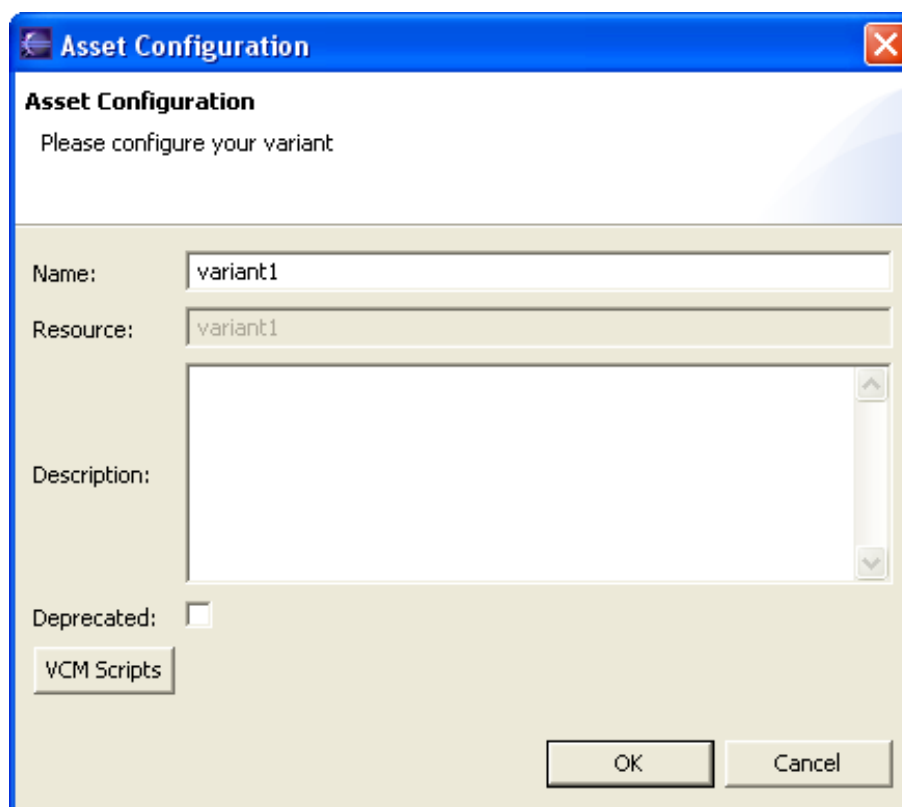 Asset Configuration
Asset Configuration
Please configure your variant
Name: variant1
Resource: variant1
Description:
Deprecated:
VCM Scripts
OK Cancel